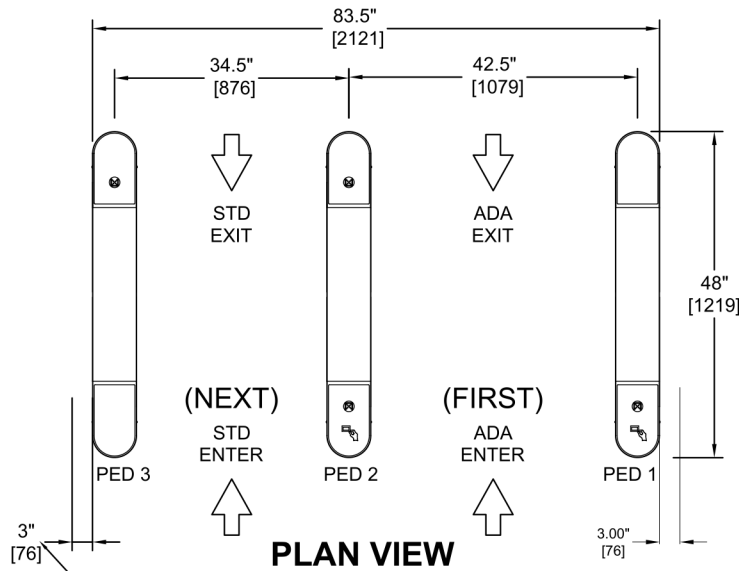 83.5"
[2121]
34.5"
[876]
42.5"
[1079]
STD
EXIT
ADA
EXIT
48"
[1219]
(NEXT)
STD
ENTER
(FIRST)
ADA
ENTER
PED 3
PED 2
PED 1
3"
[76]
3.00"
[76]
PLAN VIEW